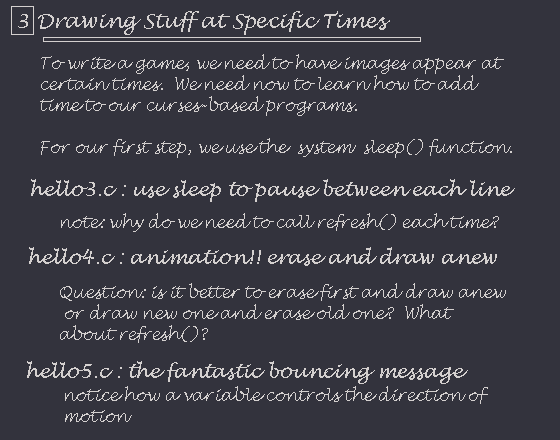 3 Drawing Stuff at Specific Times
To write a game, we need to have images appear at
certain times. We need now to learn how to add
time to our curses-based programs.
For our first step, we use the system sleep() function.
hello3.c : use sleep to pause between each line
note: why do we need to call refresh() each time?
hello4.c : animation!! erase and draw anew
Question: is it better to erase first and draw anew
or draw new one and erase old one? What
about refresh()?
hello5.c : the fantastic bouncing message
notice how a variable controls the direction of
motion